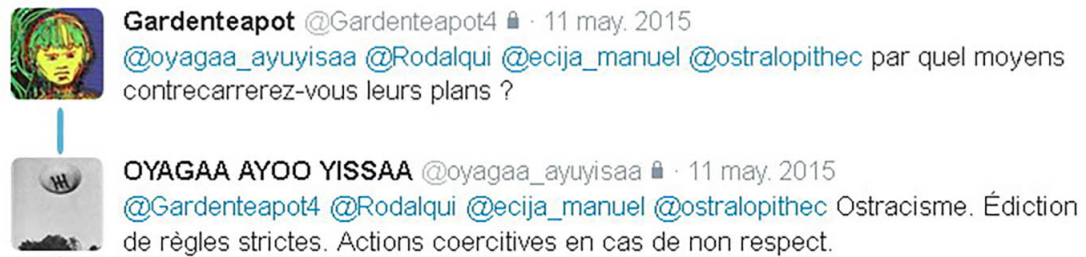 Gardenteapot @Gardenteapot4 · 11 may. 2015
@oyagaa_ayuyisaa @Rodalqui @ecija_manuel @ostralopithec par quel moyens
contrecarrerez-vous leurs plans ?
OYAGAA AYOO YISSAA @oyagaa_ayuyisaa · 11 may. 2015
@Gardenteapot4 @Rodalqui @ecija_manuel @ostralopithec Ostracisme. Édiction
de règles strictes. Actions coercitives en cas de non respect.